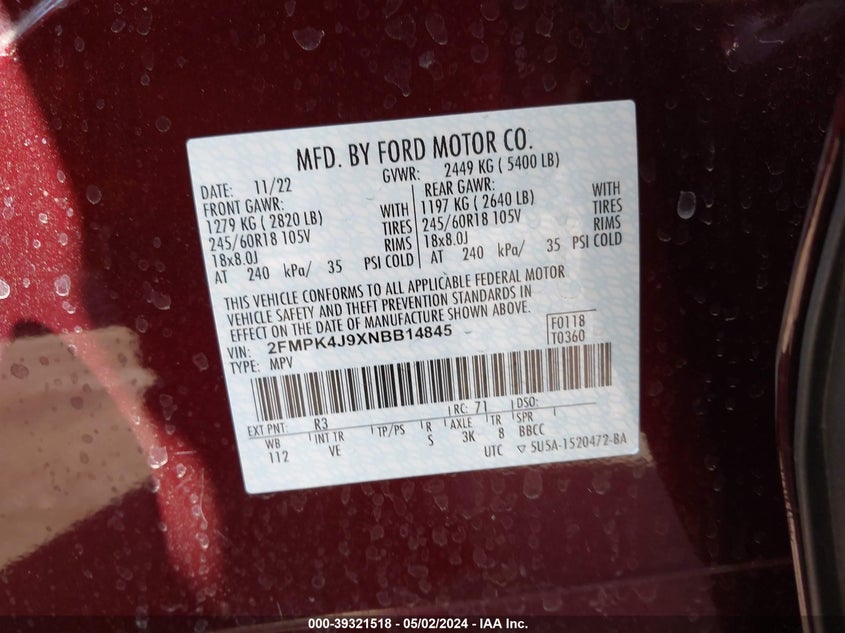 MFD. BY FORD MOTOR CO.
DATE: 11/22 GVWR: 2449 KG ( 5400 LB)
FRONT GAWR: REAR GAWR:
1279 KG ( 2820 LB) WITH 1197 KG ( 2640 LB) WITH
245/60R18 105V TIRES 245/60R18 105V TIRES
18x8.0J RIMS 18x8.0J RIMS
AT 240 kPa/ 35 PSI COLD AT 240 kPa/ 35 PSI COLD
THIS VEHICLE CONFORMS TO ALL APPLICABLE FEDERAL MOTOR
VEHICLE SAFETY AND THEFT PREVENTION STANDARDS IN
EFFECT ON THE DATE OF MANUFACTURE SHOWN ABOVE.
VIN: 2FMPK4J9XNBB14845 F0118
TYPE: MPV T0360
EXT PNT: R3 RC: 71 DSO:
WB INT TR TP/PS R AXLE TR SPR
112 VE S 3K 8 BBCC
UTC ▽ 5U5A-1520472-BA
000-39321518 - 05/02/2024 - IAA Inc.